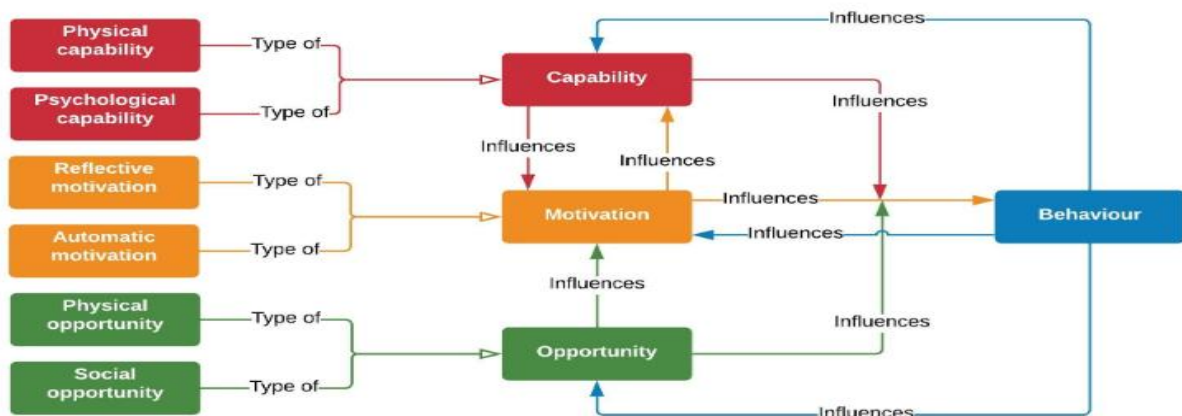 Influences
Physical
capability
Type of
Capability
Psychological
capability
Type of
Influences
Influences
Influences
Reflective
motivation
Type of
Motivation
Influences
Behaviour
Automatic
motivation
Type of
Influences
Influences
Physical
opportunity
Type of
Influences
Opportunity
Social
opportunity
Type of
Influences